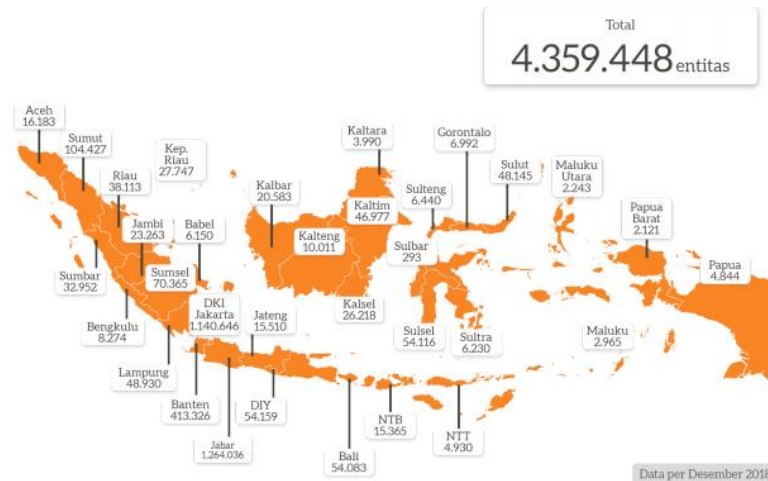 Total
4.359.448 entitas
Aceh
16.183
Sumut
104.427
Kep.
Riau
27.747
Riau
38.113
Jambi
23.263
Babel
6.150
Sumbar
32.952
Sumsel
70.365
Bengkulu
8.274
Lampung
48.930
DKI
Jakarta
1.140.646
Banten
413.326
Jabar
1.264.036
Jateng
15.510
DIY
54.159
Bali
54.083
NTB
15.365
NTT
4.930
Kalbar
20.583
Kalteng
10.011
Kaltara
3.990
Kaltim
46.977
Kalsel
26.218
Gorontalo
6.992
Sulteng
6.440
Sulut
48.145
Sulbar
293
Sulsel
54.116
Sultra
6.230
Maluku
Utara
2.243
Maluku
2.965
Papua
Barat
2.121
Papua
4.844
Data per Desember 2018